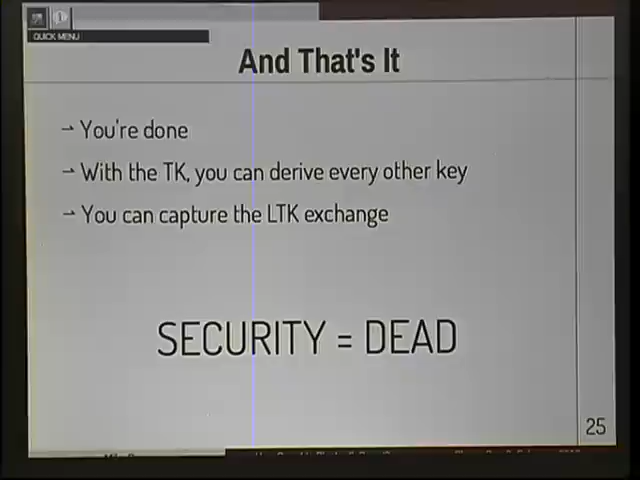 QUICK MENU
And That's It
→ You're done
→ With the TK, you can derive every other key
→ You can capture the LTK exchange
SECURITY = DEAD
25